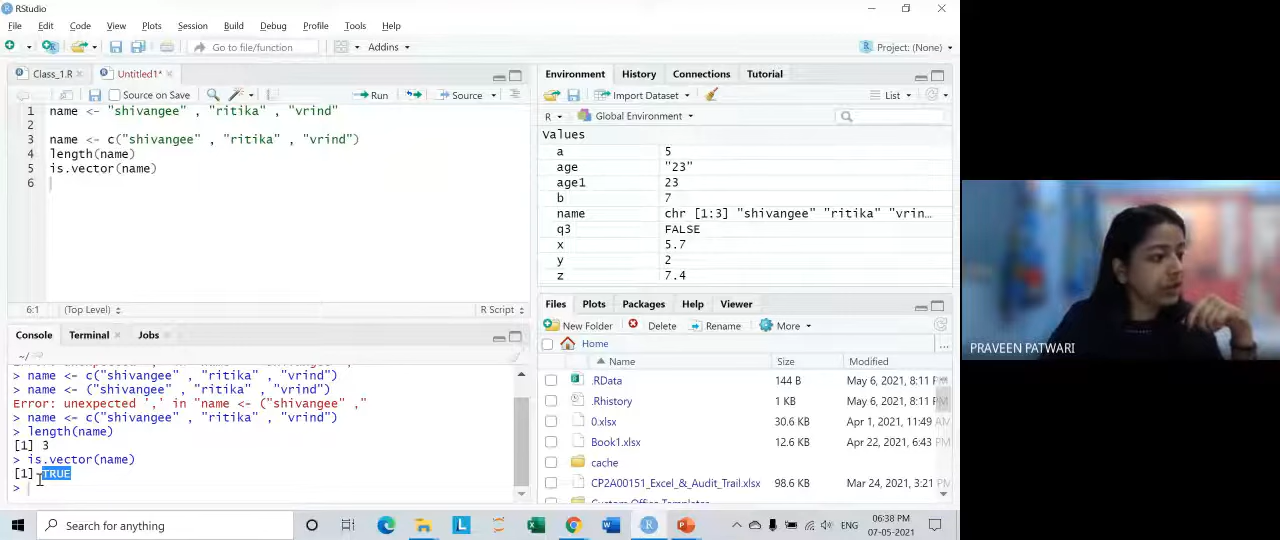 RStudio
File Edit Code View Plots Session Build Debug Profile Tools Help
Go to file/function Addins Project: (None)
Class_1.R Untitled1*
Source on Save Run Source
1 name <- "shivangee" , "ritika" , "vrind"
2
3 name <- c("shivangee" , "ritika" , "vrind")
4 length(name)
5 is.vector(name)
6
6:1 (Top Level) R Script
Console Terminal Jobs
~/
> name <- c("shivangee" , "ritika" , "vrind")
> name <- ("shivangee" , "ritika" , "vrind")
Error: unexpected ',' in "name <- ("shivangee" ,"
> name <- c("shivangee" , "ritika" , "vrind")
> length(name)
[1] 3
> is.vector(name)
[1] TRUE
>
Environment History Connections Tutorial
Import Dataset List
R Global Environment
Values
a 5
age "23"
age1 23
b 7
name chr [1:3] "shivangee" "ritika" "vrin…
q3 FALSE
x 5.7
y 2
z 7.4
Files Plots Packages Help Viewer
New Folder Delete Rename More
Home
Name Size Modified
.RData 144 B May 6, 2021, 8:11 PM
.Rhistory 1 KB May 6, 2021, 8:11 PM
0.xlsx 30.6 KB Apr 1, 2021, 11:49 AM
Book1.xlsx 12.6 KB Apr 22, 2021, 6:43 PM
cache
CP2A00151_Excel_&_Audit_Trail.xlsx 98.6 KB Mar 24, 2021, 3:21 P
Custom Office Templates
PRAVEEN PATWARI
Search for anything
ENG
06:38 PM
07-05-2021